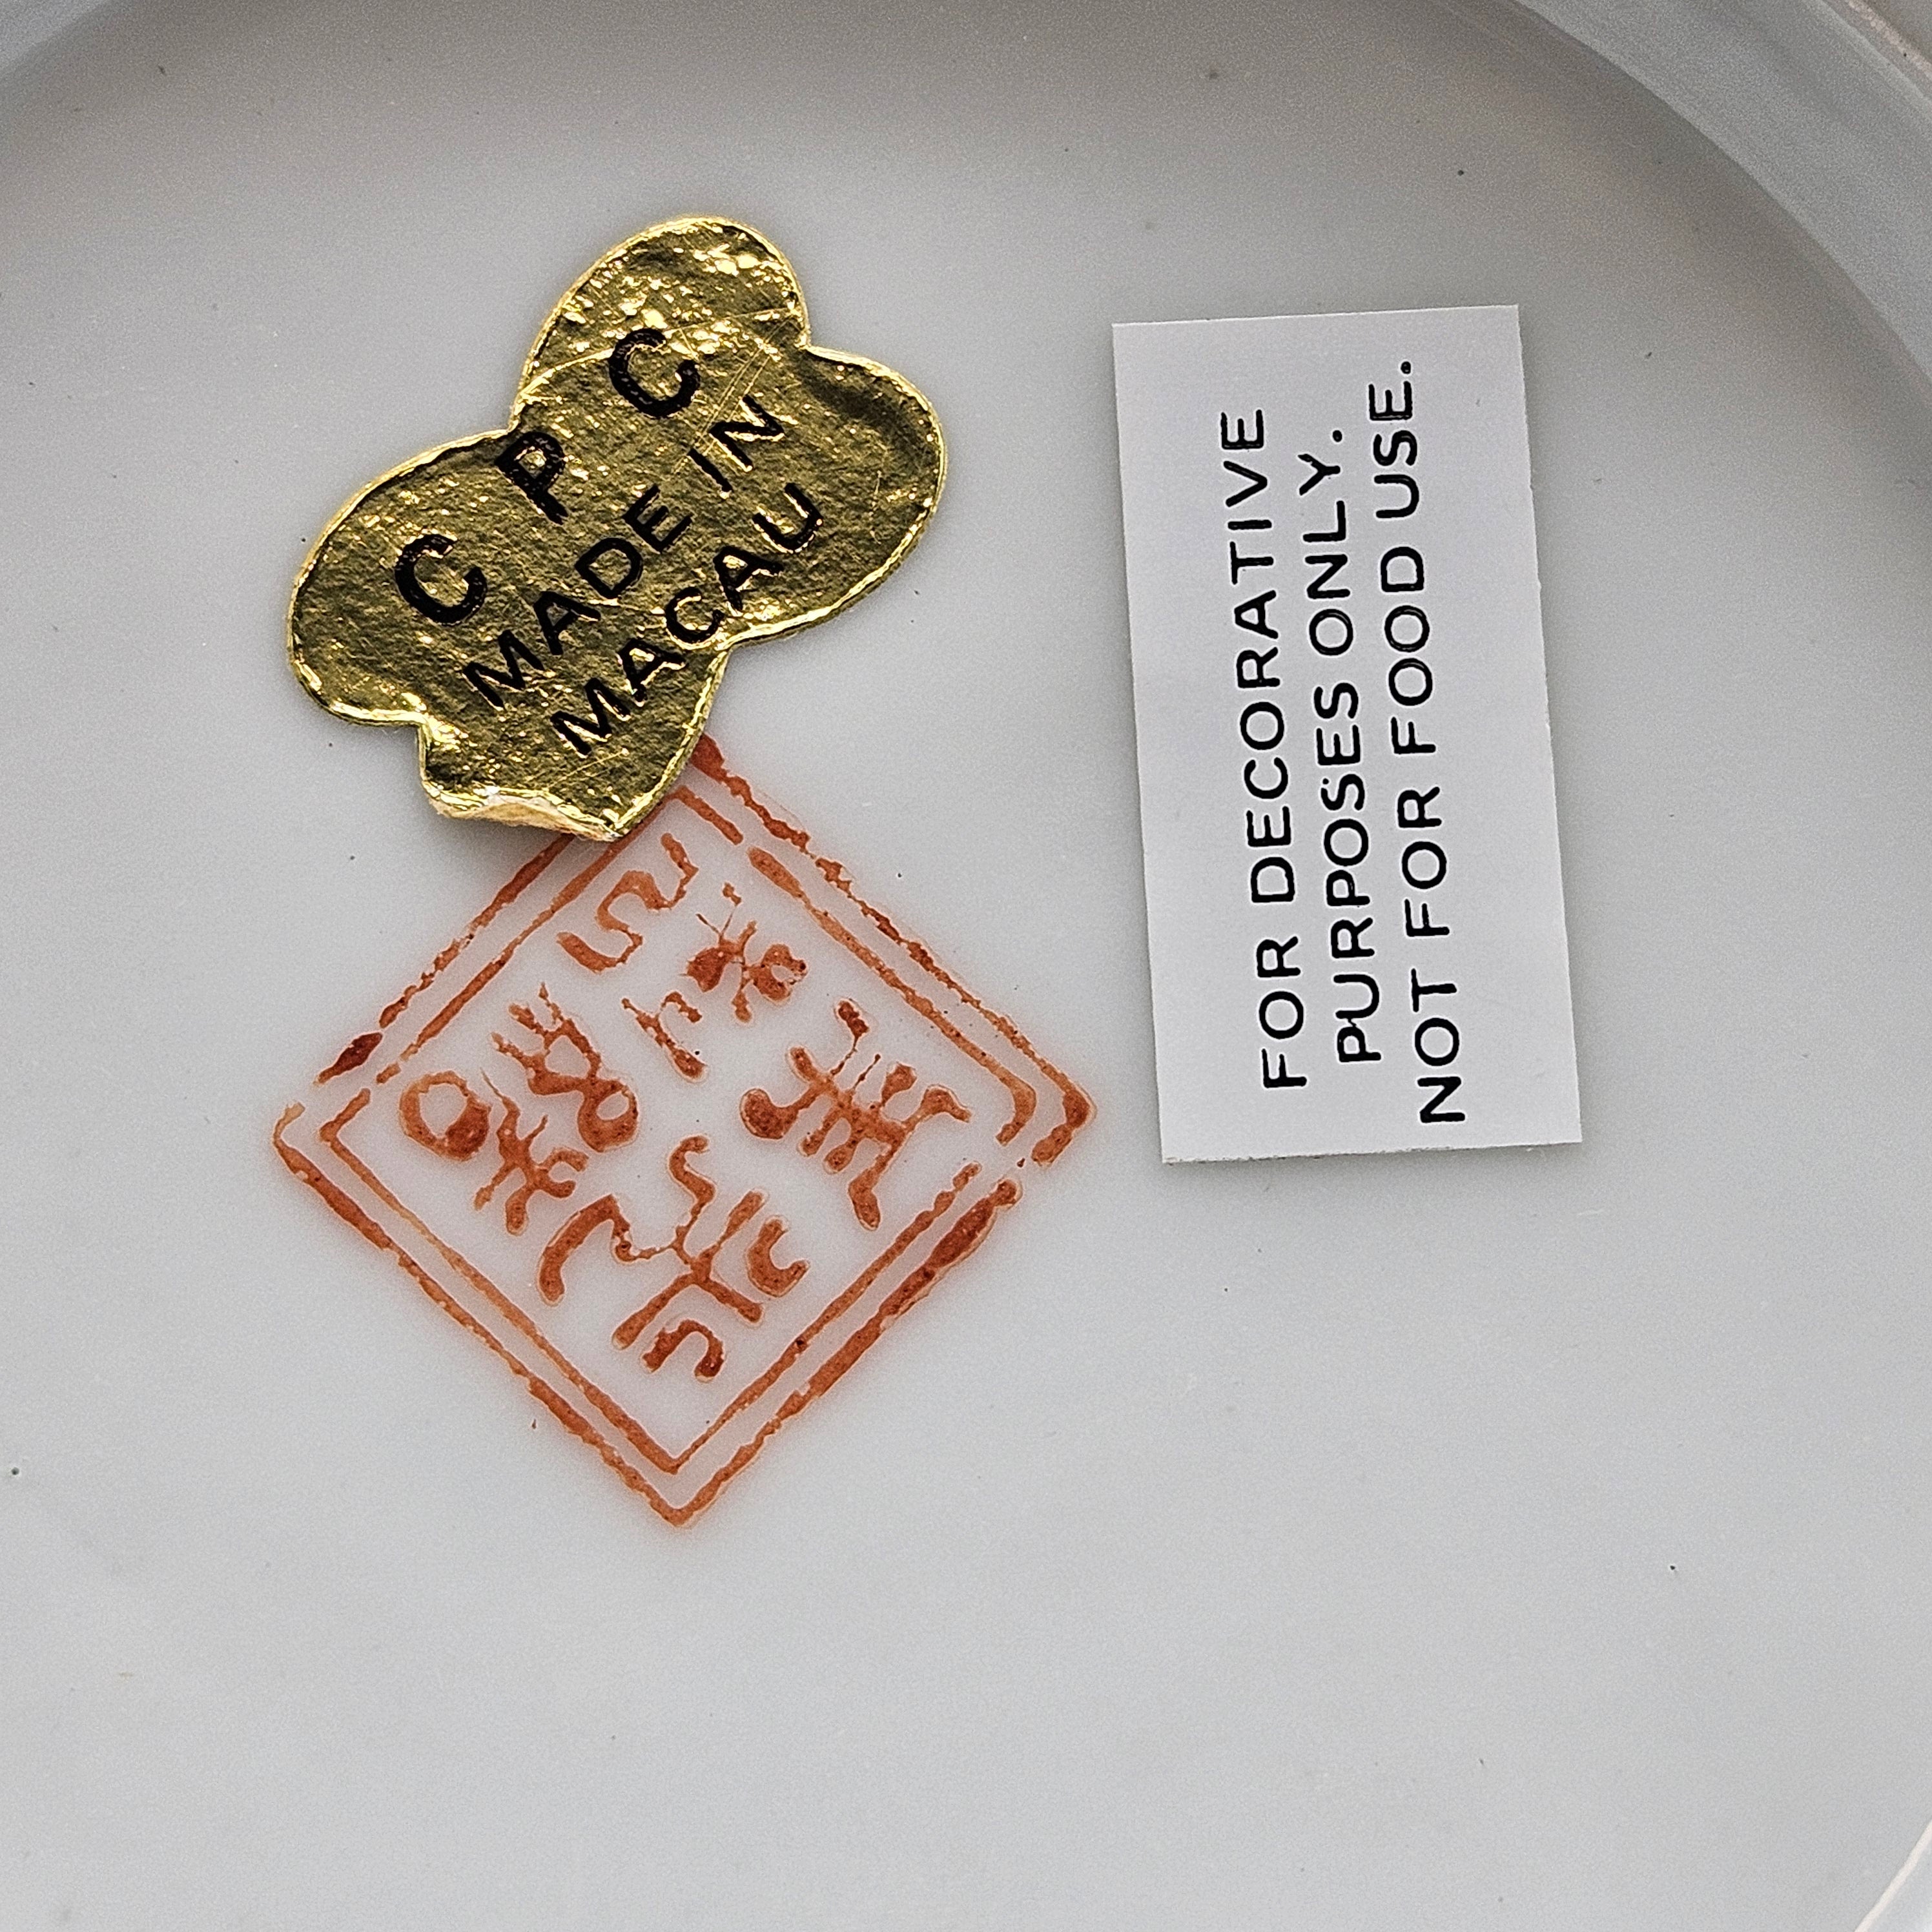 C P C
MADE IN
MACAU
FOR DECORATIVE
PURPOSES ONLY.
NOT FOR FOOD USE.